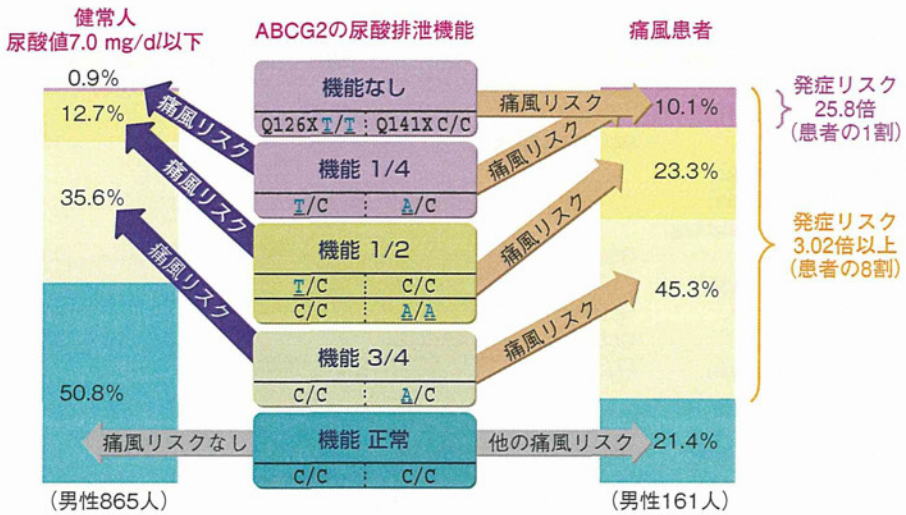 健常人
尿酸値7.0 mg/dl以下
0.9%
12.7%
35.6%
50.8%
(男性865人)
痛風リスク
痛風リスク
痛風リスク
痛風リスクなし
ABCG2の尿酸排泄機能
機能なし
Q126X T/T Q141X C/C
機能 1/4
T/C A/C
機能 1/2
T/C C/C
C/C A/A
機能 3/4
C/C A/C
機能 正常
C/C C/C
痛風リスク
痛風リスク
痛風リスク
痛風リスク
他の痛風リスク
痛風患者
10.1%
23.3%
45.3%
21.4%
(男性161人)
発症リスク
25.8倍
(患者の1割)
発症リスク
3.02倍以上
(患者の8割)